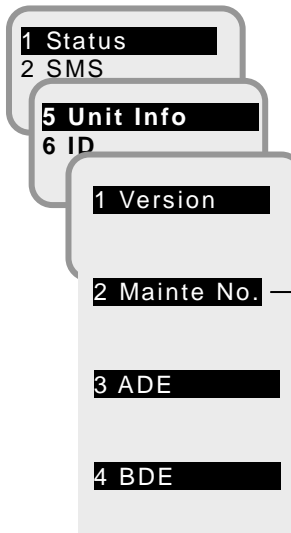 1 Status
2 SMS
5 Unit Info
6 ID
1 Version
2 Mainte No.
3 ADE
4 BDE